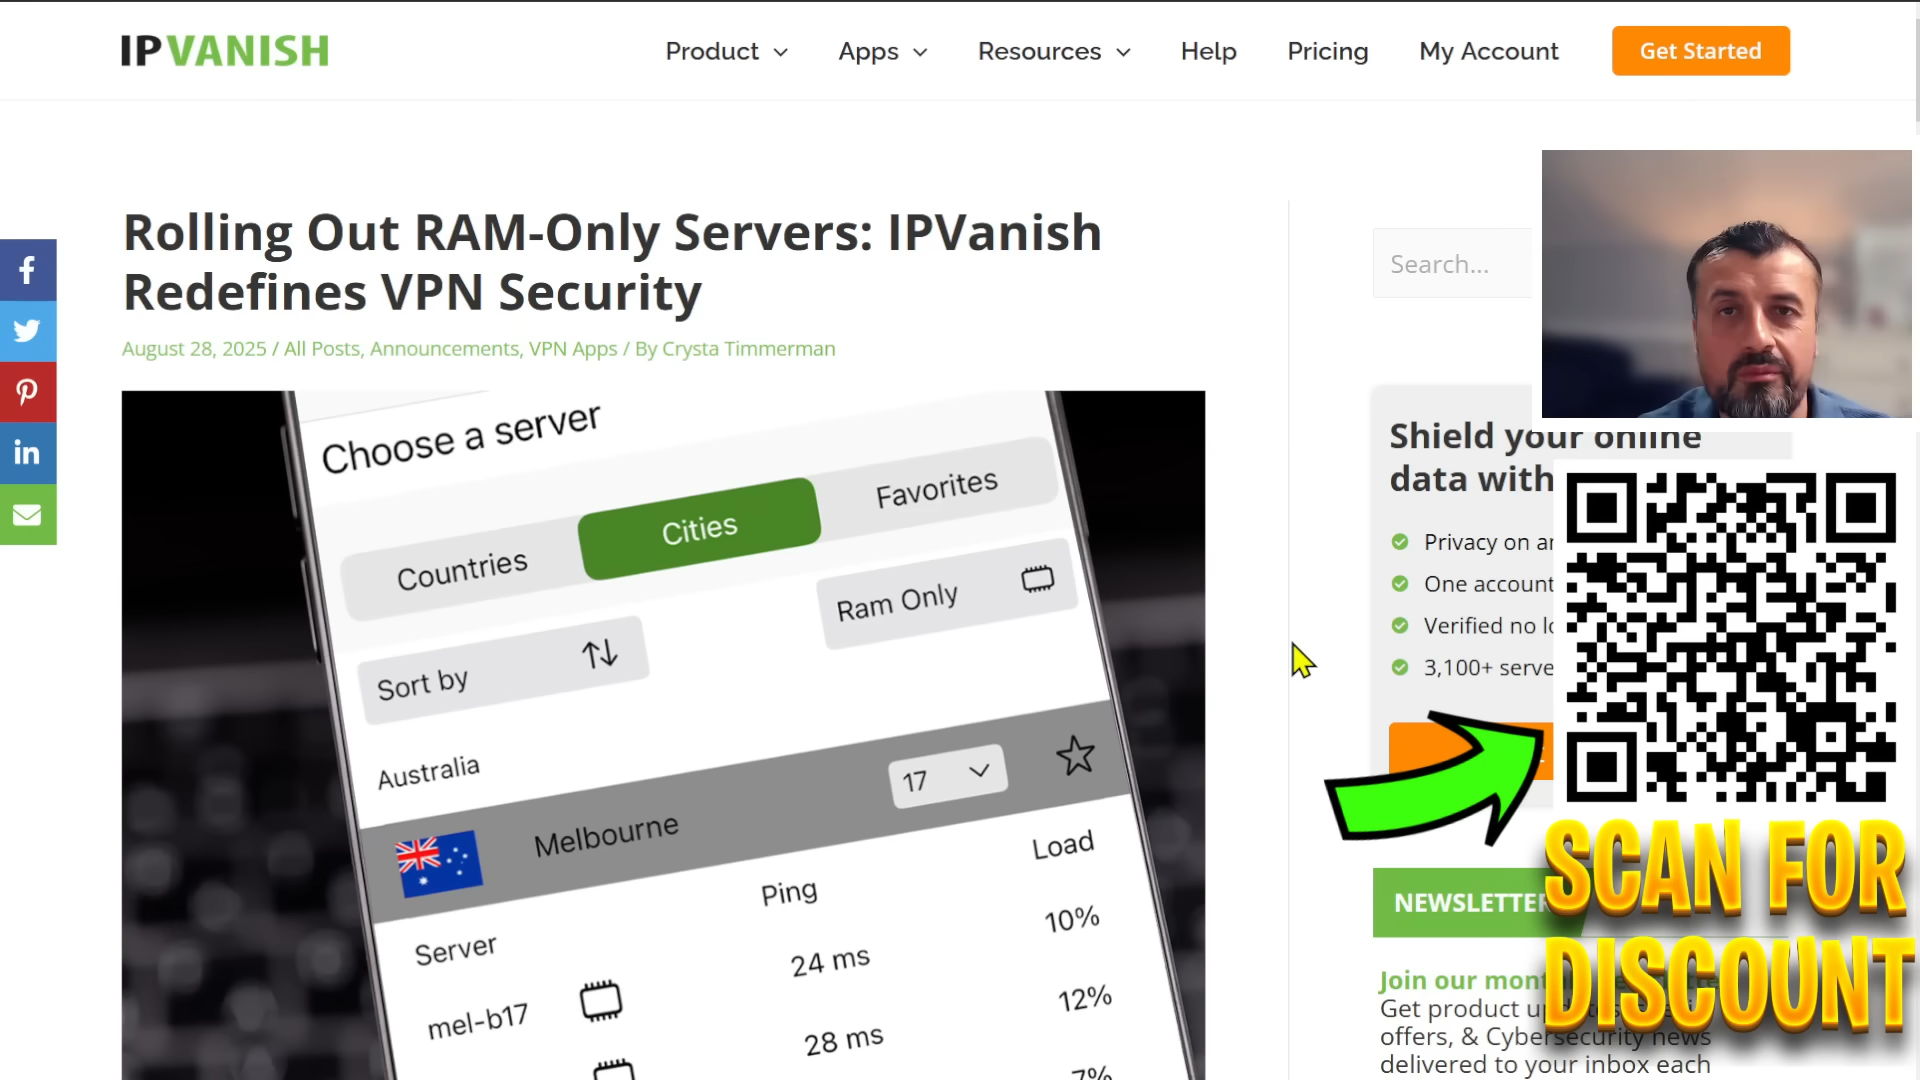 IPVANISH
Product
Apps
Resources
Help
Pricing
My Account
Get Started
Rolling Out RAM-Only Servers: IPVanish
Redefines VPN Security
August 28, 2025 / All Posts, Announcements, VPN Apps / By Crysta Timmerman
Choose a server
Countries
Cities
Favorites
Sort by
Ram Only
Australia
Melbourne
17
Server
Ping
Load
mel-b17
24 ms
10%
28 ms
12%
7%
Search...
Shield your online
data with
Privacy on
One account
Verified no
3,100+
NEWSLETTER
Join our
Get product
offers, & Cybersecurity news
delivered to your inbox each
SCAN FOR
DISCOUNT